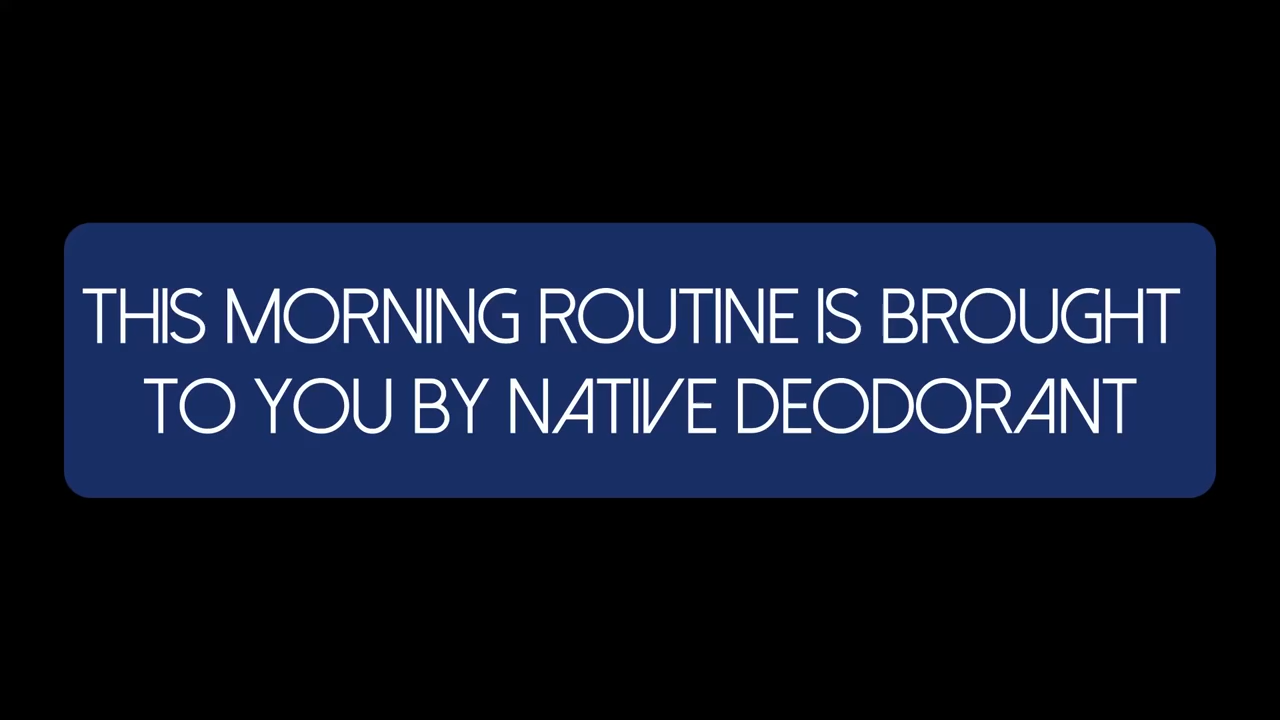 THIS MORNING ROUTINE IS BROUGHT
TO YOU BY NATIVE DEODORANT